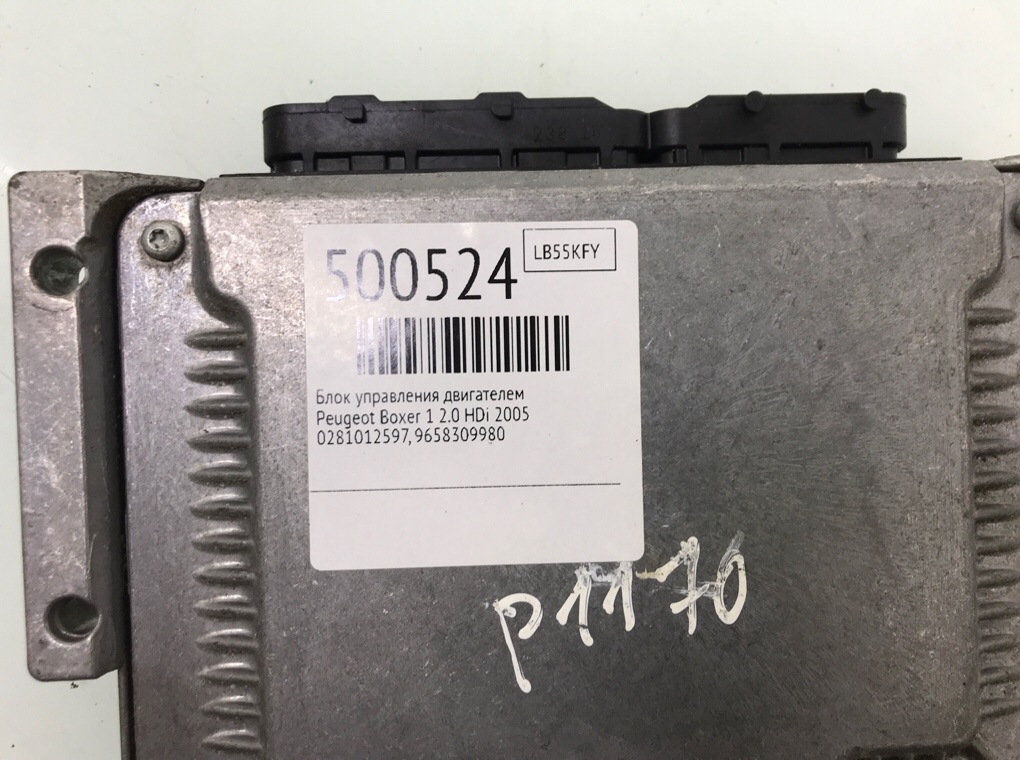 500524
LB55KFY
Блок управления двигателем
Peugeot Boxer 1 2.0 HDi 2005
0281012597, 9658309980
P1170